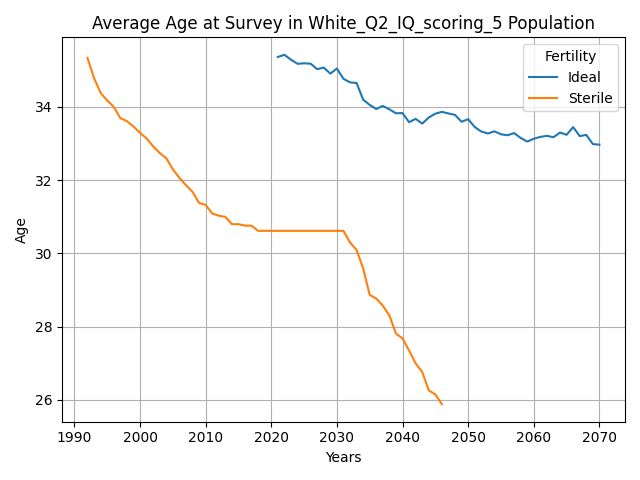 Average Age at Survey in White_Q2_IQ_scoring_5 Population
Fertility
Ideal
Sterile
Age
34
32
30
28
26
1990 2000 2010 2020 2030 2040 2050 2060 2070
Years